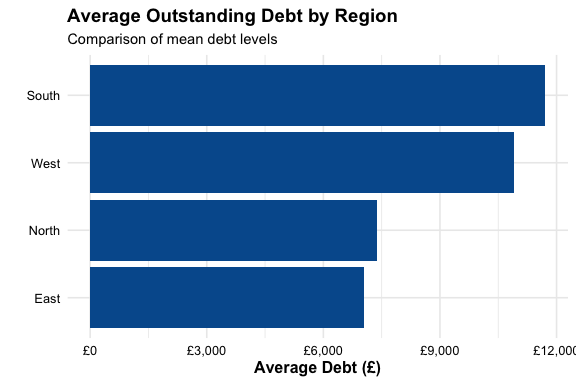 Average Outstanding Debt by Region
Comparison of mean debt levels
South
West
North
East
£0 £3,000 £6,000 £9,000 £12,000
Average Debt (£)